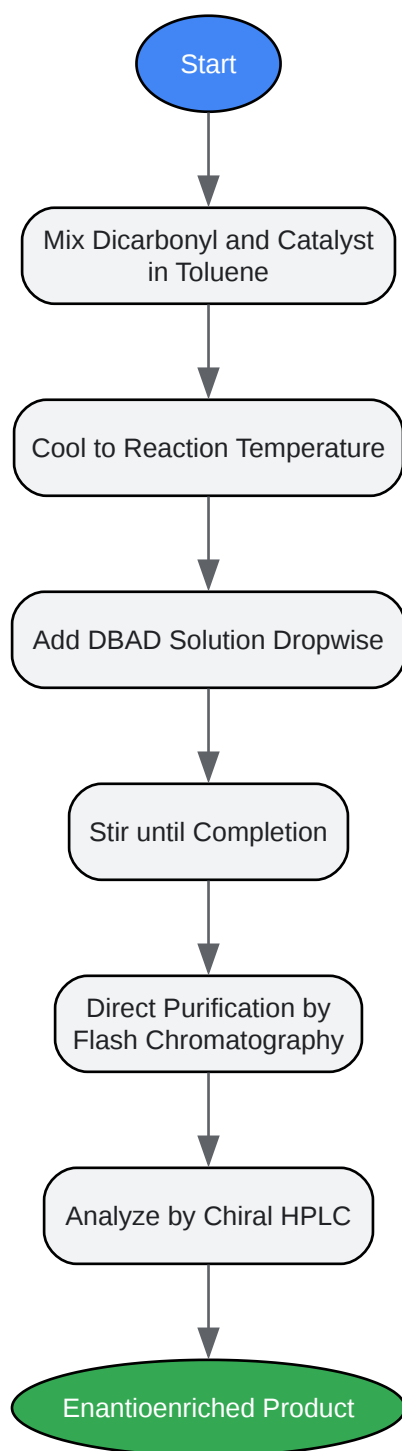 Start
Mix Dicarbonyl and Catalyst
in Toluene
Cool to Reaction Temperature
Add DBAD Solution Dropwise
Stir until Completion
Direct Purification by
Flash Chromatography
Analyze by Chiral HPLC
Enantioenriched Product